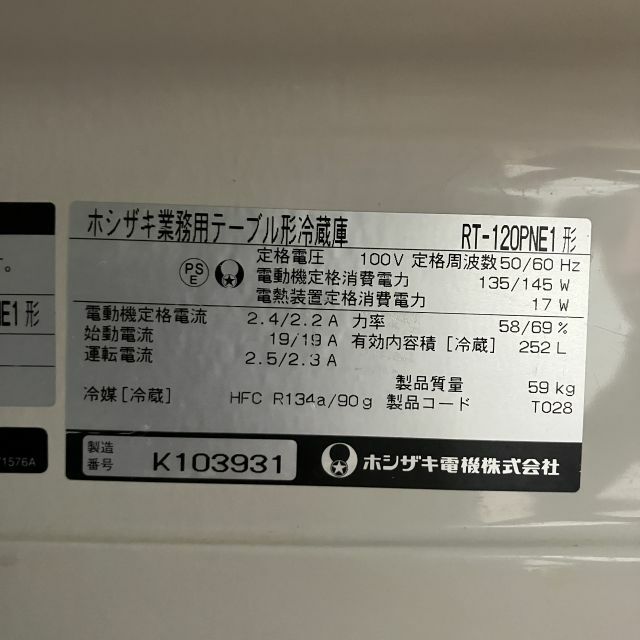 ホシザキ業務用テーブル形冷蔵庫 RT-120PNE1形
定格電圧 100V 定格周波数50/60 Hz
PS
E
電動機定格消費電力 135/145 W
電熱装置定格消費電力 17 W
電動機定格電流 2.4/2.2 A 力率 58/69%
始動電流 19/19 A 有効内容積[冷蔵] 252 L
運転電流 2.5/2.3 A
製品質量 59 kg
冷媒[冷蔵] HFC R134a/90g 製品コード T028
製造
番号 K103931 ホシザキ電機株式会社
す。
NE1形
71576A